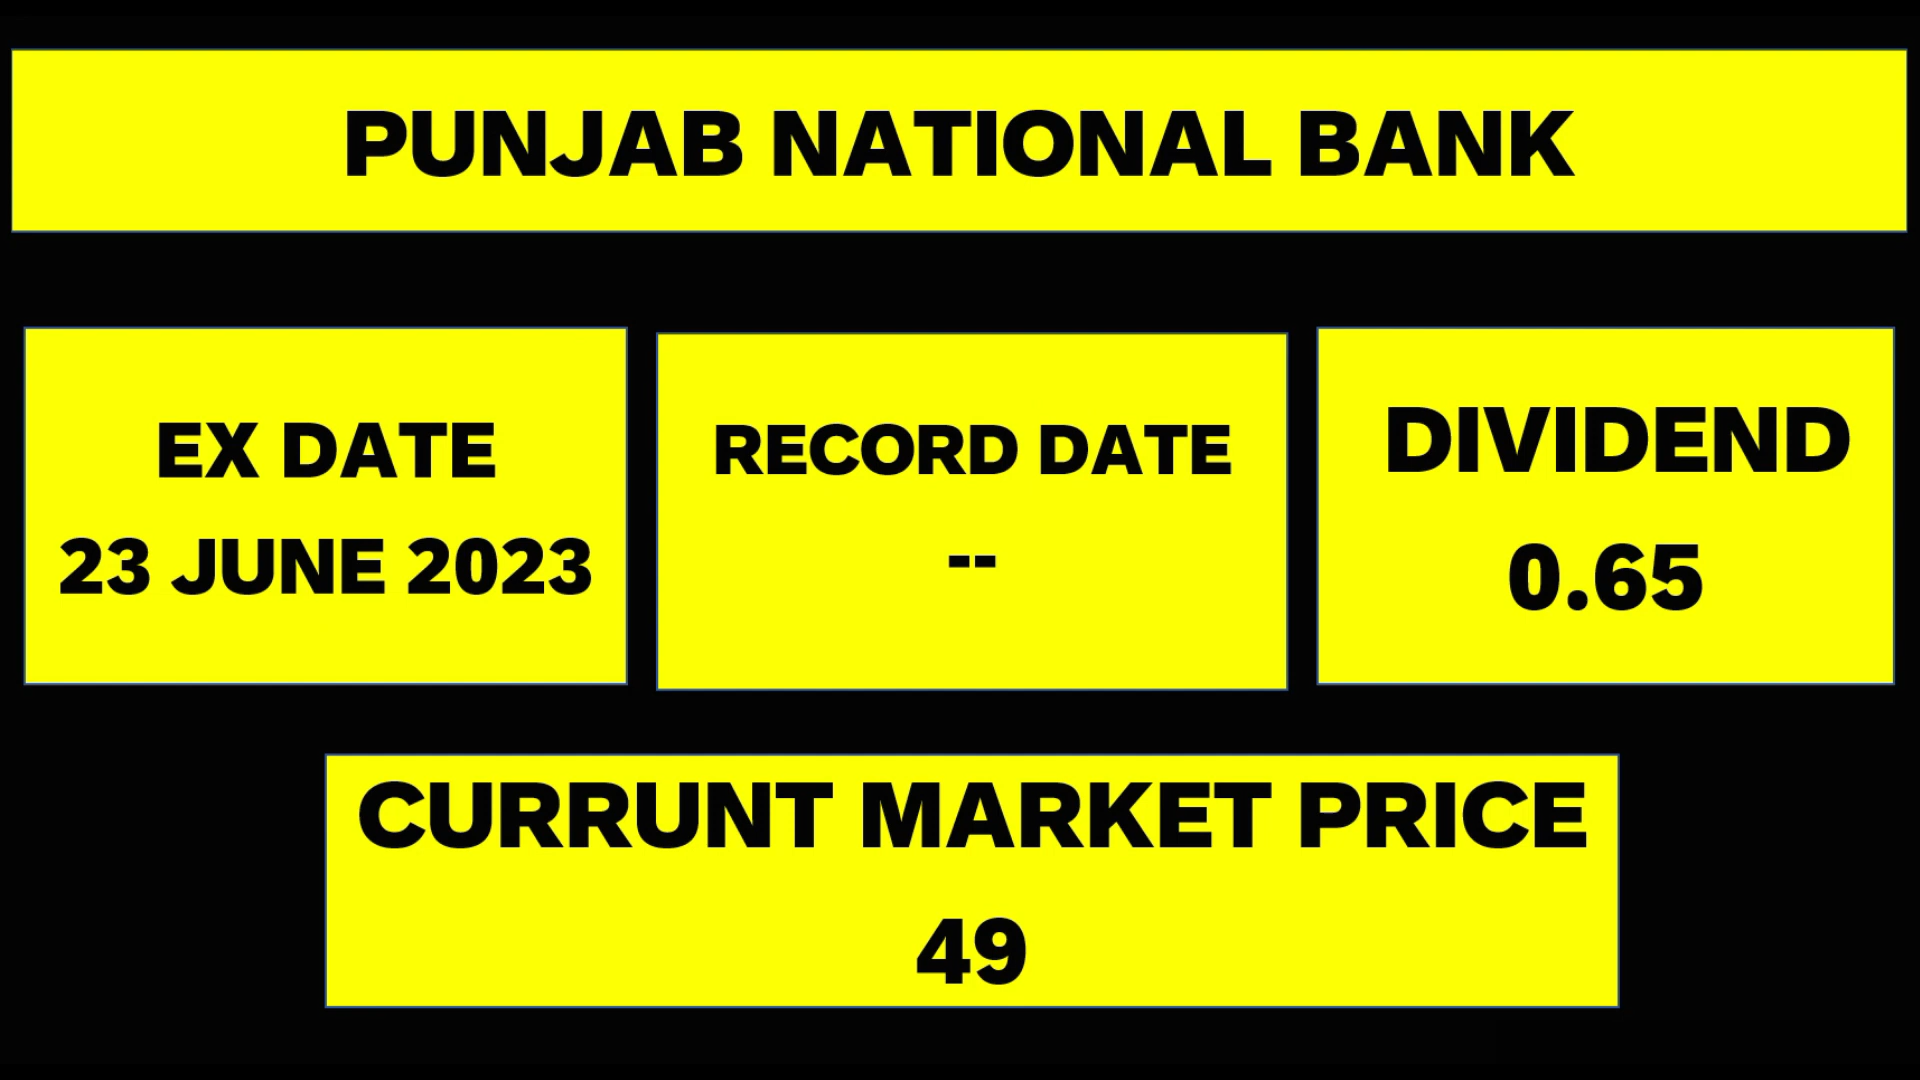 PUNJAB NATIONAL BANK
EX DATE
23 JUNE 2023
RECORD DATE
--
DIVIDEND
0.65
CURRUNT MARKET PRICE
49